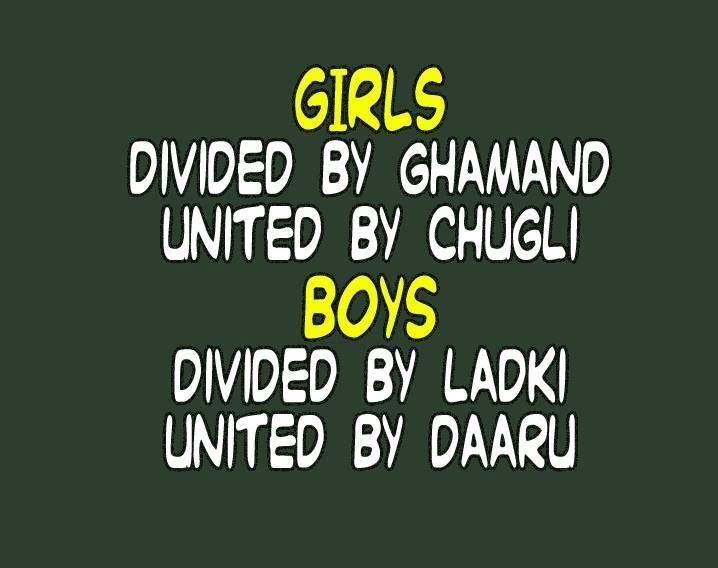 GIRLS
DIVIDED BY GHAMAND
UNITED BY CHUGLI
BOYS
DIVIDED BY LADKI
UNITED BY DAARU